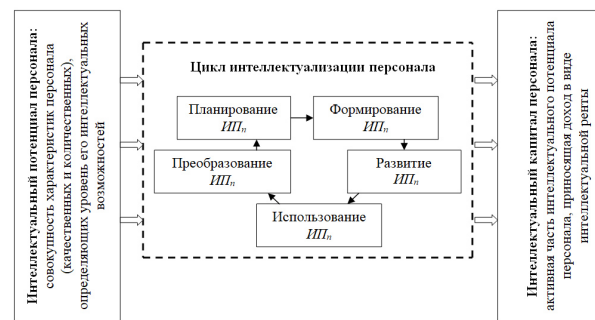 Интеллектуальный потенциал персонала:
совокупность характеристик персонала
(качественных и количественных),
определяющих уровень его интеллектуальных
возможностей
Цикл интеллектуализации персонала
Планирование
ИПп
Формирование
ИПп
Преобразование
ИПп
Развитие
ИПп
Использование
ИПп
Интеллектуальный капитал персонала:
активная часть интеллектуального потенциала
персонала, приносящая доход в виде
интеллектуальной ренты